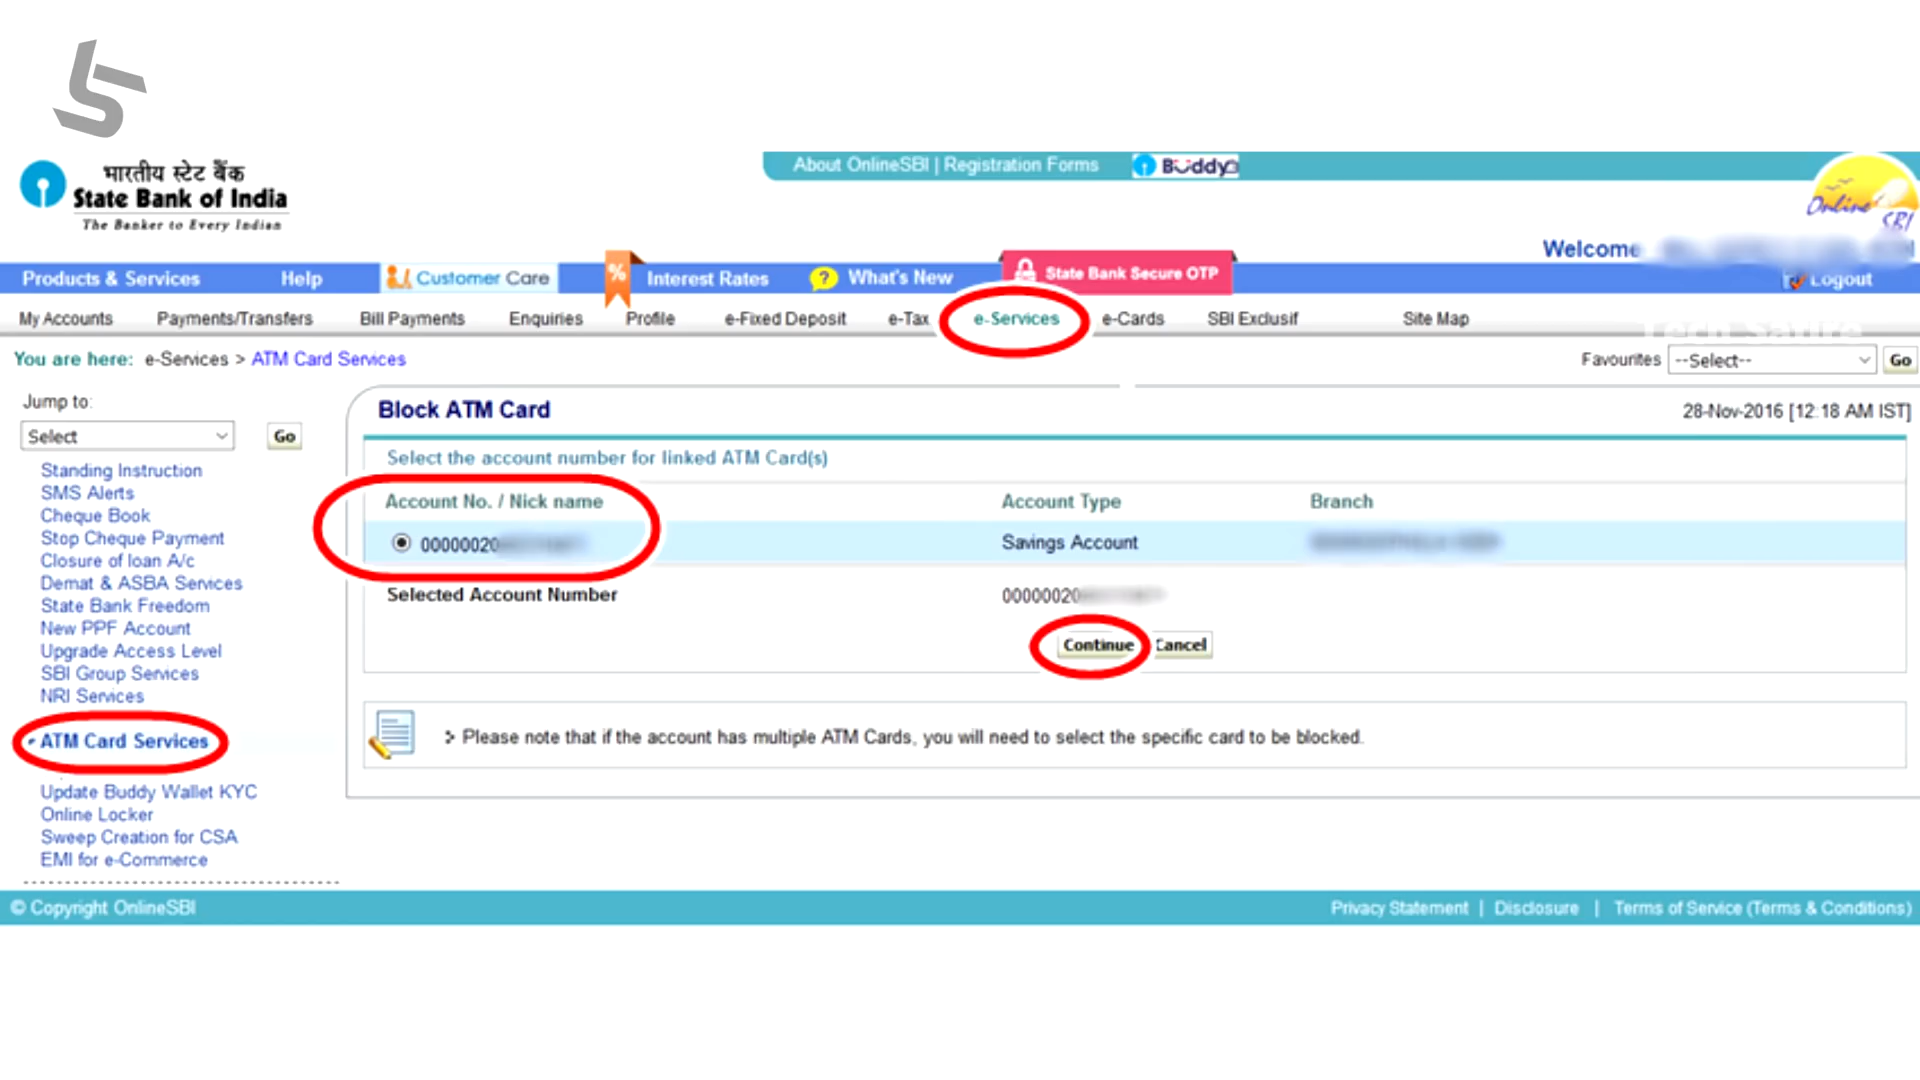 भारतीय स्टेट बैंक
State Bank of India
The Banker to Every Indian
About OnlineSBI | Registration Forms
Buddy
Online SBI
Welcome
Products & Services Help Customer Care % Interest Rates ? What's New State Bank Secure OTP Logout
My Accounts Payments/Transfers Bill Payments Enquiries Profile e-Fixed Deposit e-Tax e-Services e-Cards SBI Exclusif Site Map
Tech Satire
You are here: e-Services > ATM Card Services
Favourites --Select-- Go
Jump to:
Select Go
Standing Instruction
SMS Alerts
Cheque Book
Stop Cheque Payment
Closure of loan A/c
Demat & ASBA Services
State Bank Freedom
New PPF Account
Upgrade Access Level
SBI Group Services
NRI Services
ATM Card Services
Update Buddy Wallet KYC
Online Locker
Sweep Creation for CSA
EMI for e-Commerce
Block ATM Card
28-Nov-2016 [12:18 AM IST]
Select the account number for linked ATM Card(s)
Account No. / Nick name Account Type Branch
00000020 Savings Account
Selected Account Number 00000020
Continue Cancel
> Please note that if the account has multiple ATM Cards, you will need to select the specific card to be blocked.
© Copyright OnlineSBI
Privacy Statement | Disclosure | Terms of Service (Terms & Conditions)